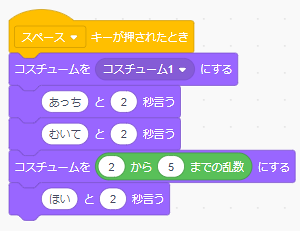 スペース キーが押されたとき
コスチュームを コスチューム1 にする
あっち と 2 秒言う
むいて と 2 秒言う
コスチュームを 2 から 5 までの乱数 にする
ほい と 2 秒言う